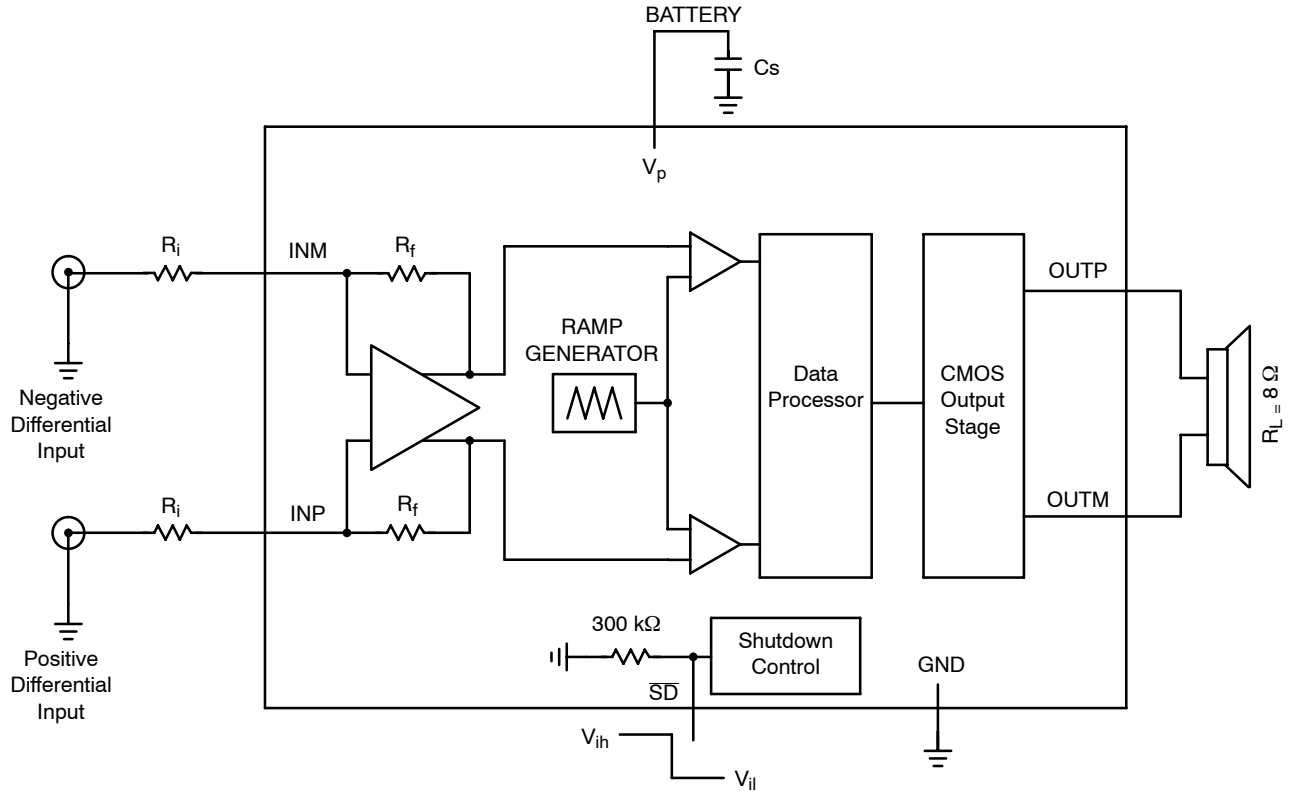 BATTERY
Cs
Vp
Ri
INM
Rf
OUTP
RAMP
GENERATOR
Negative
Differential
Input
Data
Processor
CMOS
Output
Stage
RL = 8 Ω
Ri
INP
Rf
OUTM
Positive
Differential
Input
300 kΩ
Shutdown
Control
SD
GND
Vih
Vil